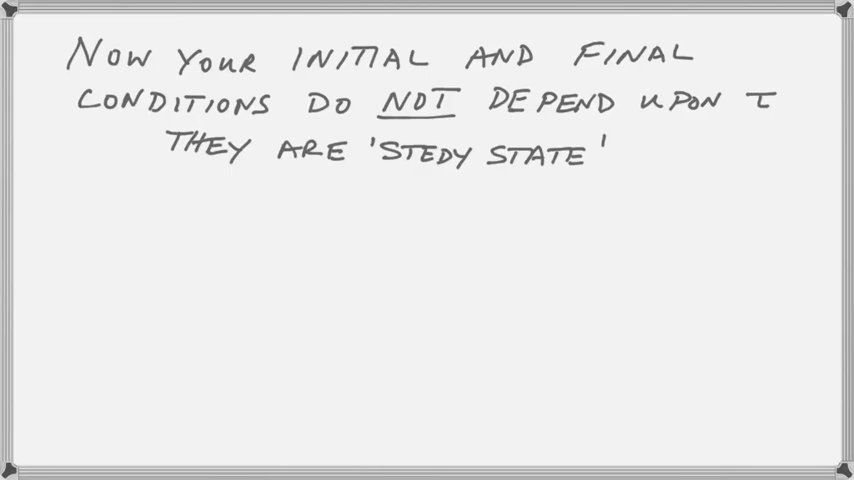 NOW YOUR INITIAL AND FINAL
CONDITIONS DO NOT DEPEND UPON τ
THEY ARE 'STEDY STATE'